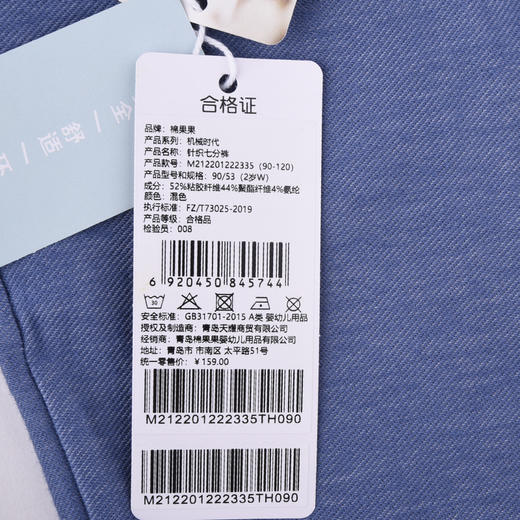 全 | 舒适 | 环
合格证
品牌：棉果果
产品系列：机械时代
产品名称：针织七分裤
产品款号：M212201222335 (90-120)
产品型号和规格：90/53（2岁W）
成分：52%粘胶纤维44%聚酯纤维4%氨纶
颜色：混色
执行标准：FZ/T73025-2019
产品等级：合格品
检验员：008
6 920450 845744
30
安全标准：GB31701-2015 A类 婴幼儿用品
授权及制造商：青岛天耀商贸有限公司
经销商：青岛棉果果婴幼儿用品有限公司
地址：青岛市 市南区 太平路 51号
统一零售价：¥159.00
M212201222335TH090
M212201222335TH090